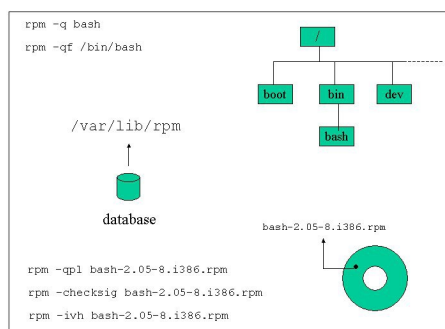 rpm -q bash
rpm -qf /bin/bash
/
boot bin dev
bash
/var/lib/rpm
database
bash-2.05-8.i386.rpm
rpm -qpl bash-2.05-8.i386.rpm
rpm -checksig bash-2.05-8.i386.rpm
rpm -ivh bash-2.05-8.i386.rpm